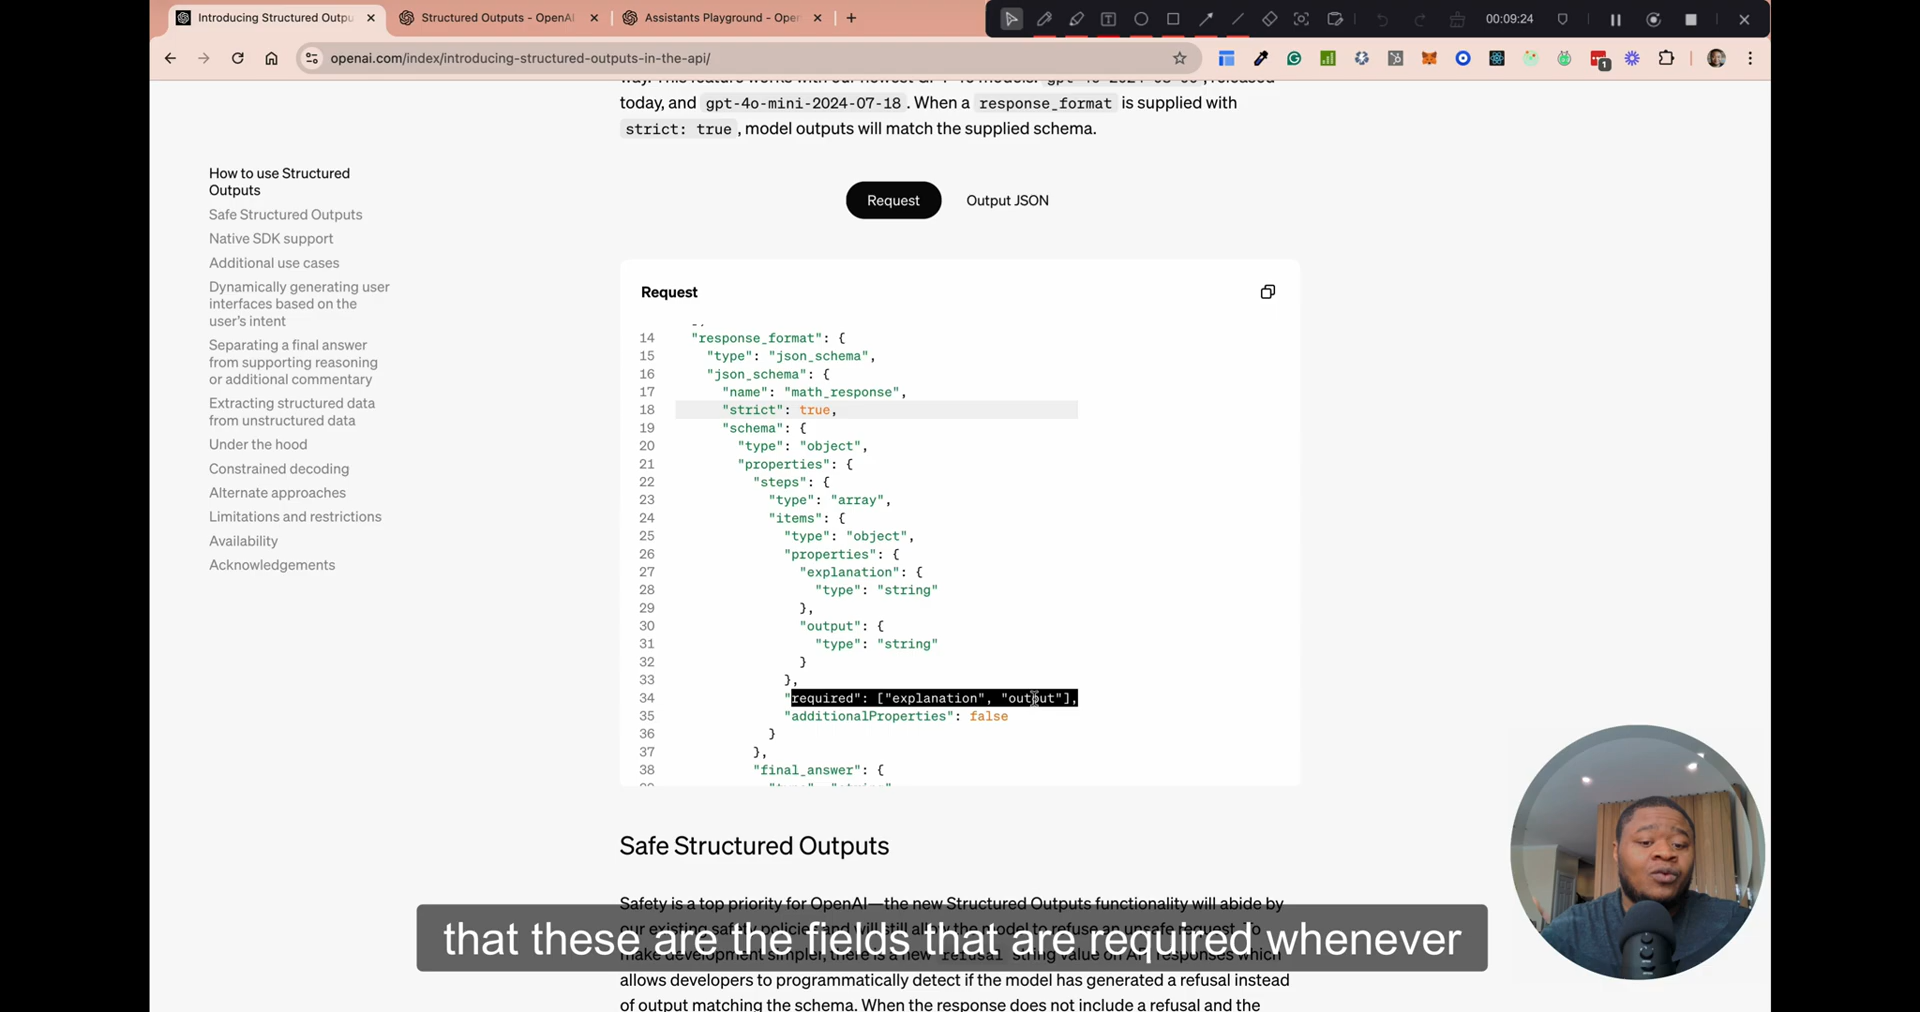 Introducing Structured Outpu
Structured Outputs - OpenAI
Assistants Playground - Open
00:09:24
openai.com/index/introducing-structured-outputs-in-the-api/
1
today, and gpt-4o-mini-2024-07-18 . When a response_format is supplied with
strict: true , model outputs will match the supplied schema.
How to use Structured
Outputs
Safe Structured Outputs
Native SDK support
Additional use cases
Dynamically generating user
interfaces based on the
user's intent
Separating a final answer
from supporting reasoning
or additional commentary
Extracting structured data
from unstructured data
Under the hood
Constrained decoding
Alternate approaches
Limitations and restrictions
Availability
Acknowledgements
Request
Output JSON
Request
14 "response_format": {
15 "type": "json_schema",
16 "json_schema": {
17 "name": "math_response",
18 "strict": true,
19 "schema": {
20 "type": "object",
21 "properties": {
22 "steps": {
23 "type": "array",
24 "items": {
25 "type": "object",
26 "properties": {
27 "explanation": {
28 "type": "string"
29 },
30 "output": {
31 "type": "string"
32 }
33 },
34 "required": ["explanation", "output"],
35 "additionalProperties": false
36 }
37 },
38 "final_answer": {
Safe Structured Outputs
Safety is a top priority for OpenAI—the new Structured Outputs functionality will abide by
that these are the fields that are required whenever
allows developers to programmatically detect if the model has generated a refusal instead
of output matching the schema. When the response does not include a refusal and the